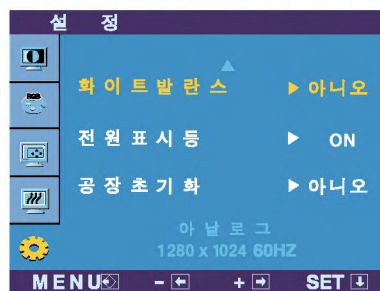 설 정
화이트발란스 ▶ 아니오
전원표시등 ▶ ON
공장초기화 ▶ 아니오
아날로그
1280 x 1024 60HZ
RGB
MENU - + SET